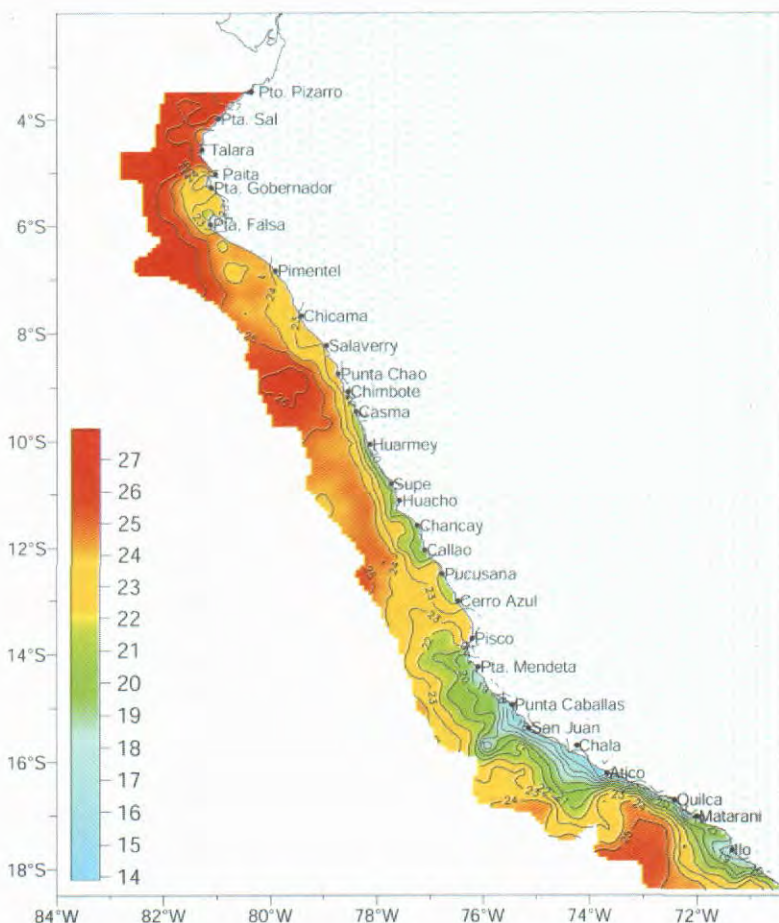 Pto. Pizarro
4°S
Pta. Sal
Talara
Paita
Pta. Gobernador
6°S
Pta. Falsa
Pimentel
Chicama
8°S
Salaverry
Punta Chao
Chimbote
Casma
10°S
Huarmey
Supe
Huacho
Chancay
12°S
Callao
Pucusana
Cerro Azul
Pisco
14°S
Pta. Mendeta
Punta Caballas
San Juan
Chala
16°S
Atico
Quilca
Matarani
Ilo
18°S
27
26
25
24
23
22
21
20
19
18
17
16
15
14
84°W
82°W
80°W
78°W
76°W
74°W
72°W